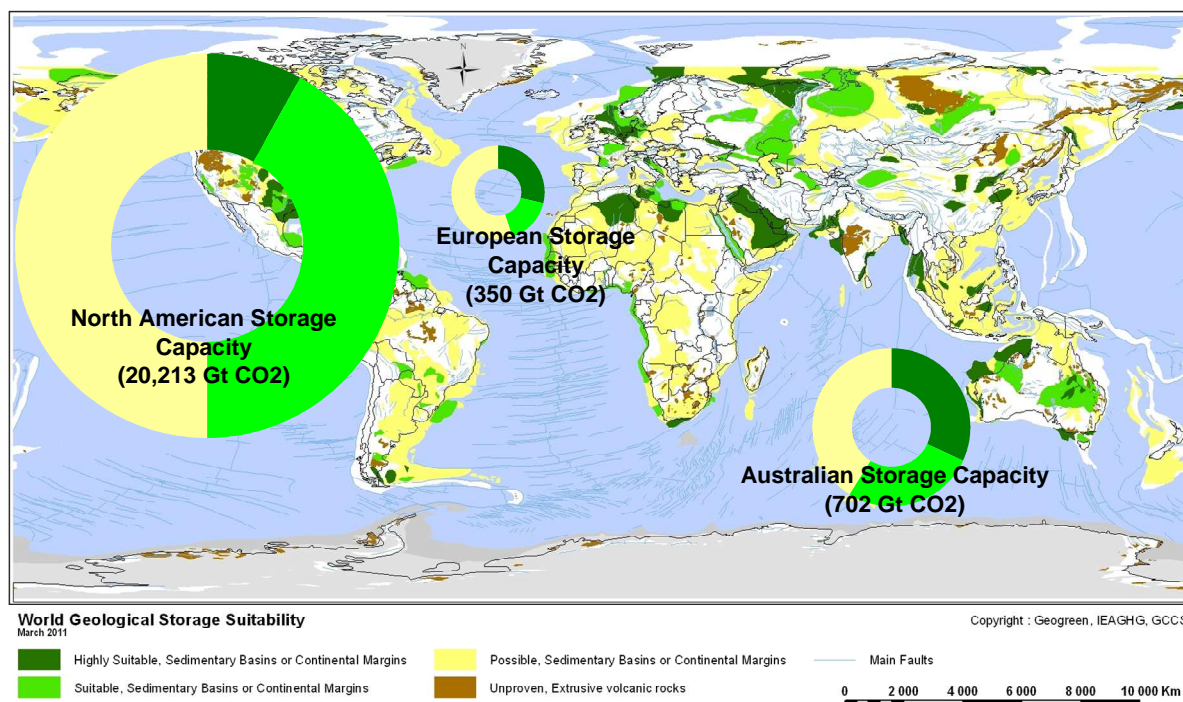 N
European Storage
Capacity
(350 Gt CO2)
North American Storage
Capacity
(20,213 Gt CO2)
Australian Storage Capacity
(702 Gt CO2)
World Geological Storage Suitability
March 2011
Copyright : Geogreen, IEAGHG, GCCS
Highly Suitable, Sedimentary Basins or Continental Margins
Possible, Sedimentary Basins or Continental Margins
Main Faults
Suitable, Sedimentary Basins or Continental Margins
Unproven, Extrusive volcanic rocks
0 2 000 4 000 6 000 8 000 10 000 Km